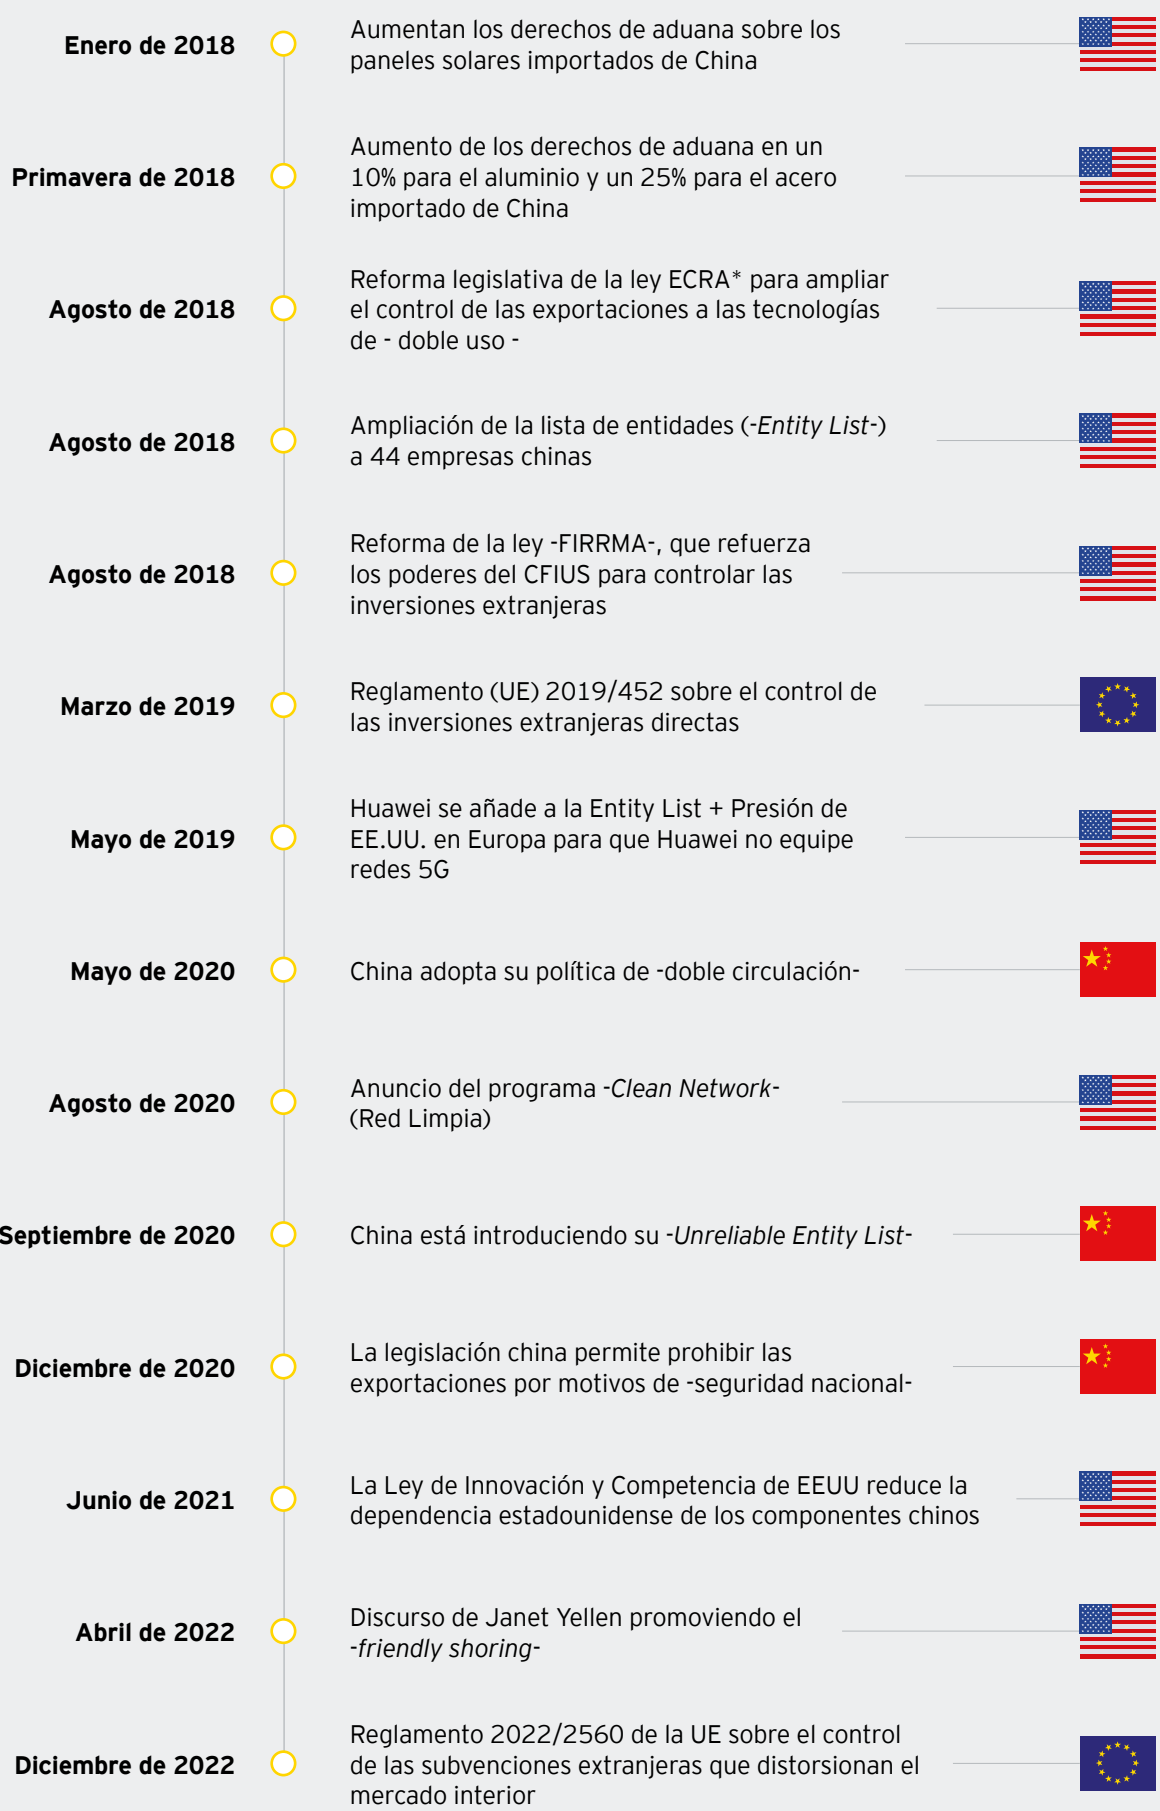 Enero de 2018
Aumentan los derechos de aduana sobre los
paneles solares importados de China
Primavera de 2018
Aumento de los derechos de aduana en un
10% para el aluminio y un 25% para el acero
importado de China
Agosto de 2018
Reforma legislativa de la ley ECRA* para ampliar
el control de las exportaciones a las tecnologías
de - doble uso -
Agosto de 2018
Ampliación de la lista de entidades (-Entity List-)
a 44 empresas chinas
Agosto de 2018
Reforma de la ley -FIRRMA-, que refuerza
los poderes del CFIUS para controlar las
inversiones extranjeras
Marzo de 2019
Reglamento (UE) 2019/452 sobre el control de
las inversiones extranjeras directas
Mayo de 2019
Huawei se añade a la Entity List + Presión de
EE.UU. en Europa para que Huawei no equipe
redes 5G
Mayo de 2020
China adopta su política de -doble circulación-
Agosto de 2020
Anuncio del programa -Clean Network-
(Red Limpia)
Septiembre de 2020
China está introduciendo su -Unreliable Entity List-
Diciembre de 2020
La legislación china permite prohibir las
exportaciones por motivos de -seguridad nacional-
Junio de 2021
La Ley de Innovación y Competencia de EEUU reduce la
dependencia estadounidense de los componentes chinos
Abril de 2022
Discurso de Janet Yellen promoviendo el
-friendly shoring-
Diciembre de 2022
Reglamento 2022/2560 de la UE sobre el control
de las subvenciones extranjeras que distorsionan el
mercado interior